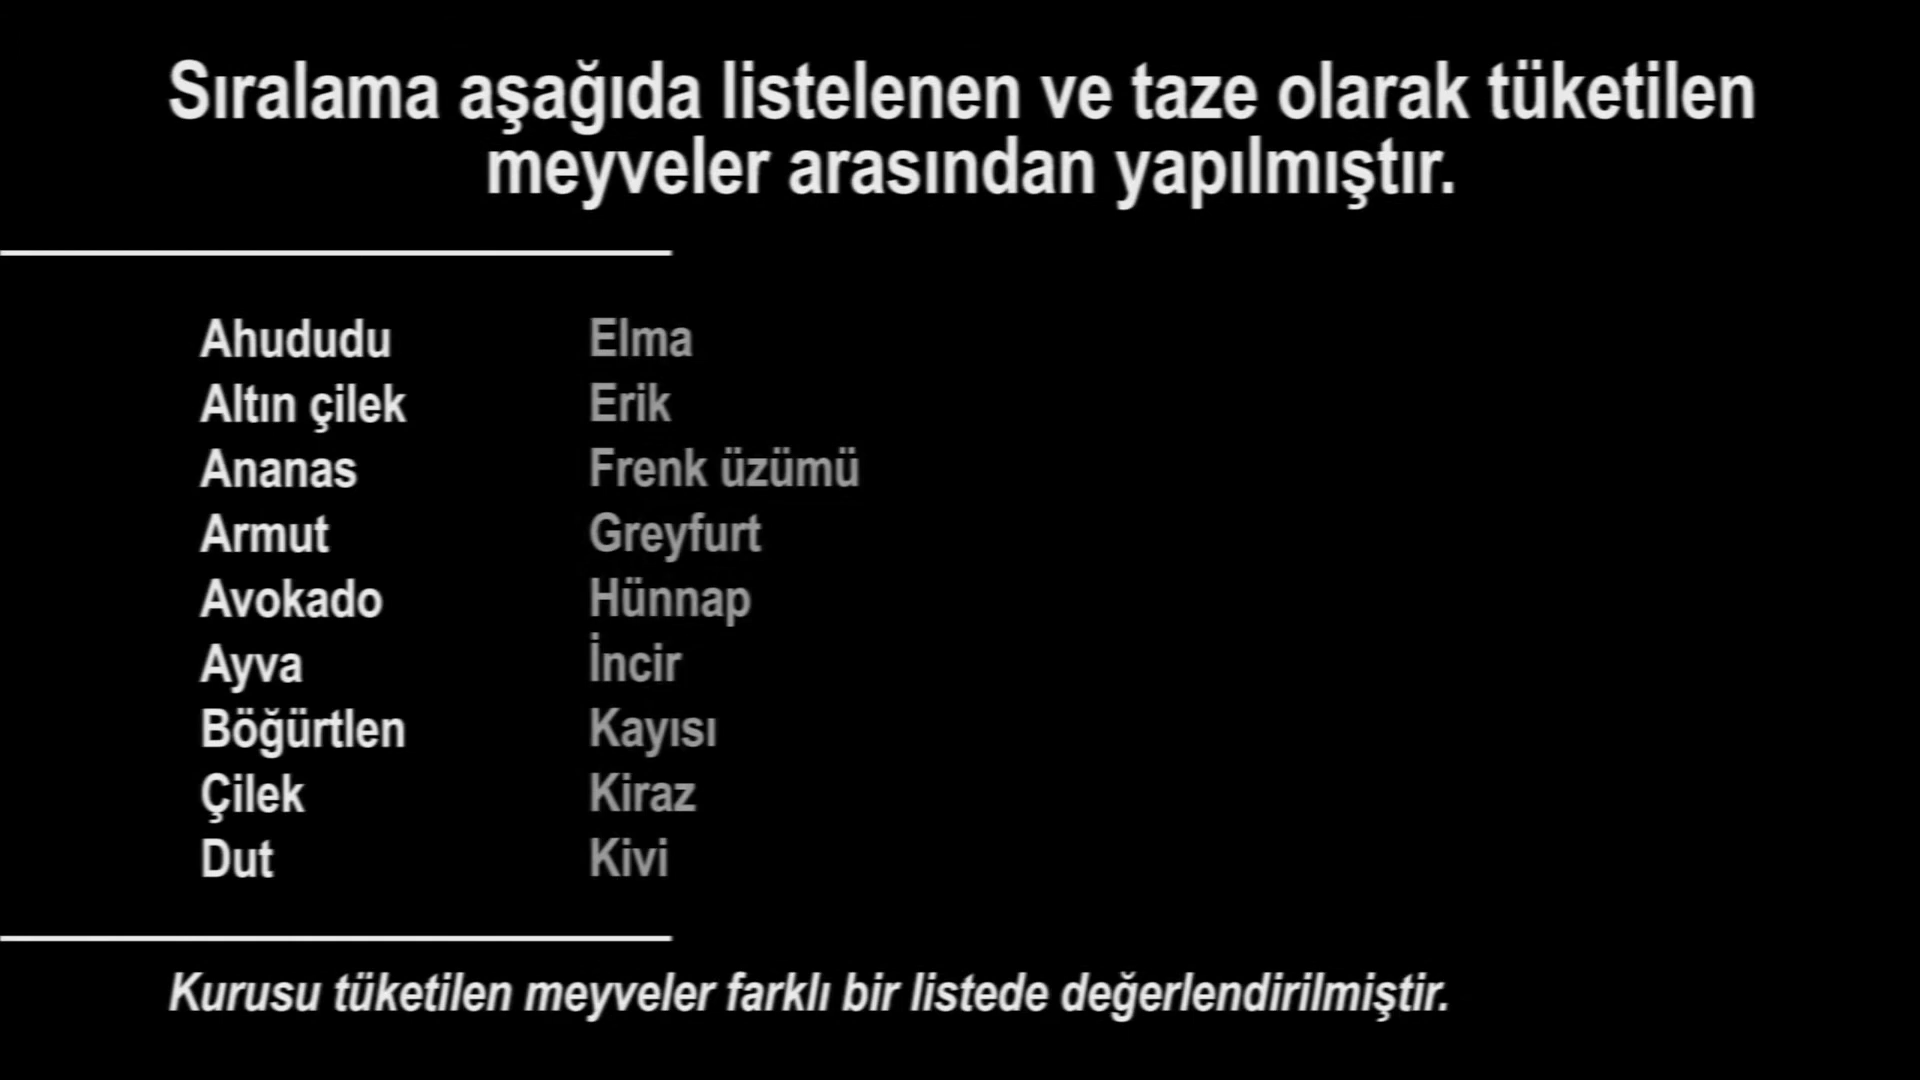 Sıralama aşağıda listelenen ve taze olarak tüketilen
meyveler arasından yapılmıştır.
Ahududu
Altın çilek
Ananas
Armut
Avokado
Ayva
Böğürtlen
Çilek
Dut
Elma
Erik
Frenk üzümü
Greyfurt
Hünnap
İncir
Kayısı
Kiraz
Kivi
Kurusu tüketilen meyveler farklı bir listede değerlendirilmiştir.